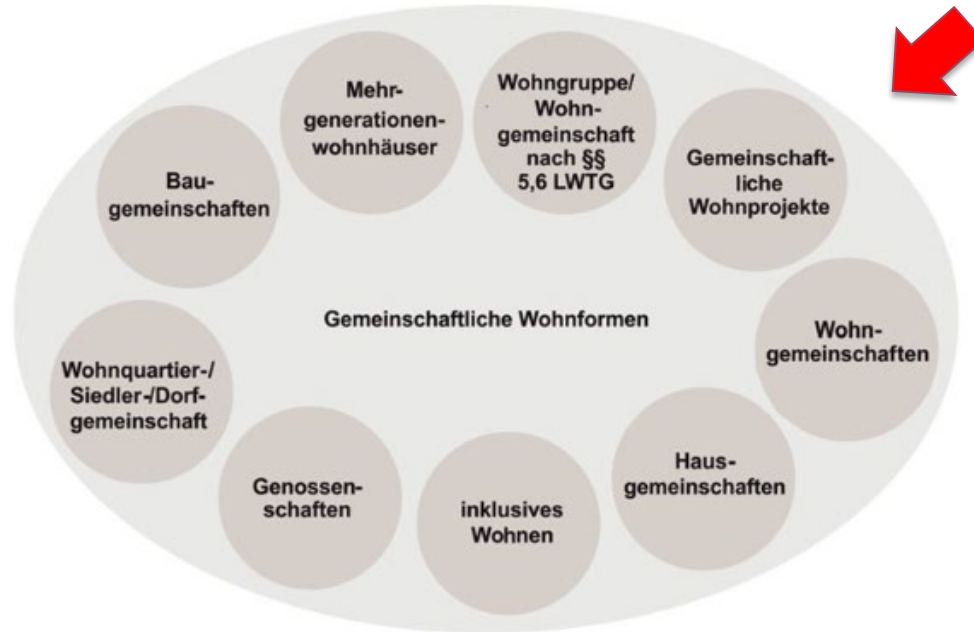 Mehr-
generationen-
wohnhäuser
Wohngruppe/
Wohn-
gemeinschaft
nach §§
5,6 LWTG
Gemeinschaft-
liche
Wohnprojekte
Bau-
gemeinschaften
Gemeinschaftliche Wohnformen
Wohn-
gemeinschaften
Wohnquartier-/
Siedler-/Dorf-
gemeinschaft
Haus-
gemeinschaften
Genossen-
schaften
inklusives
Wohnen